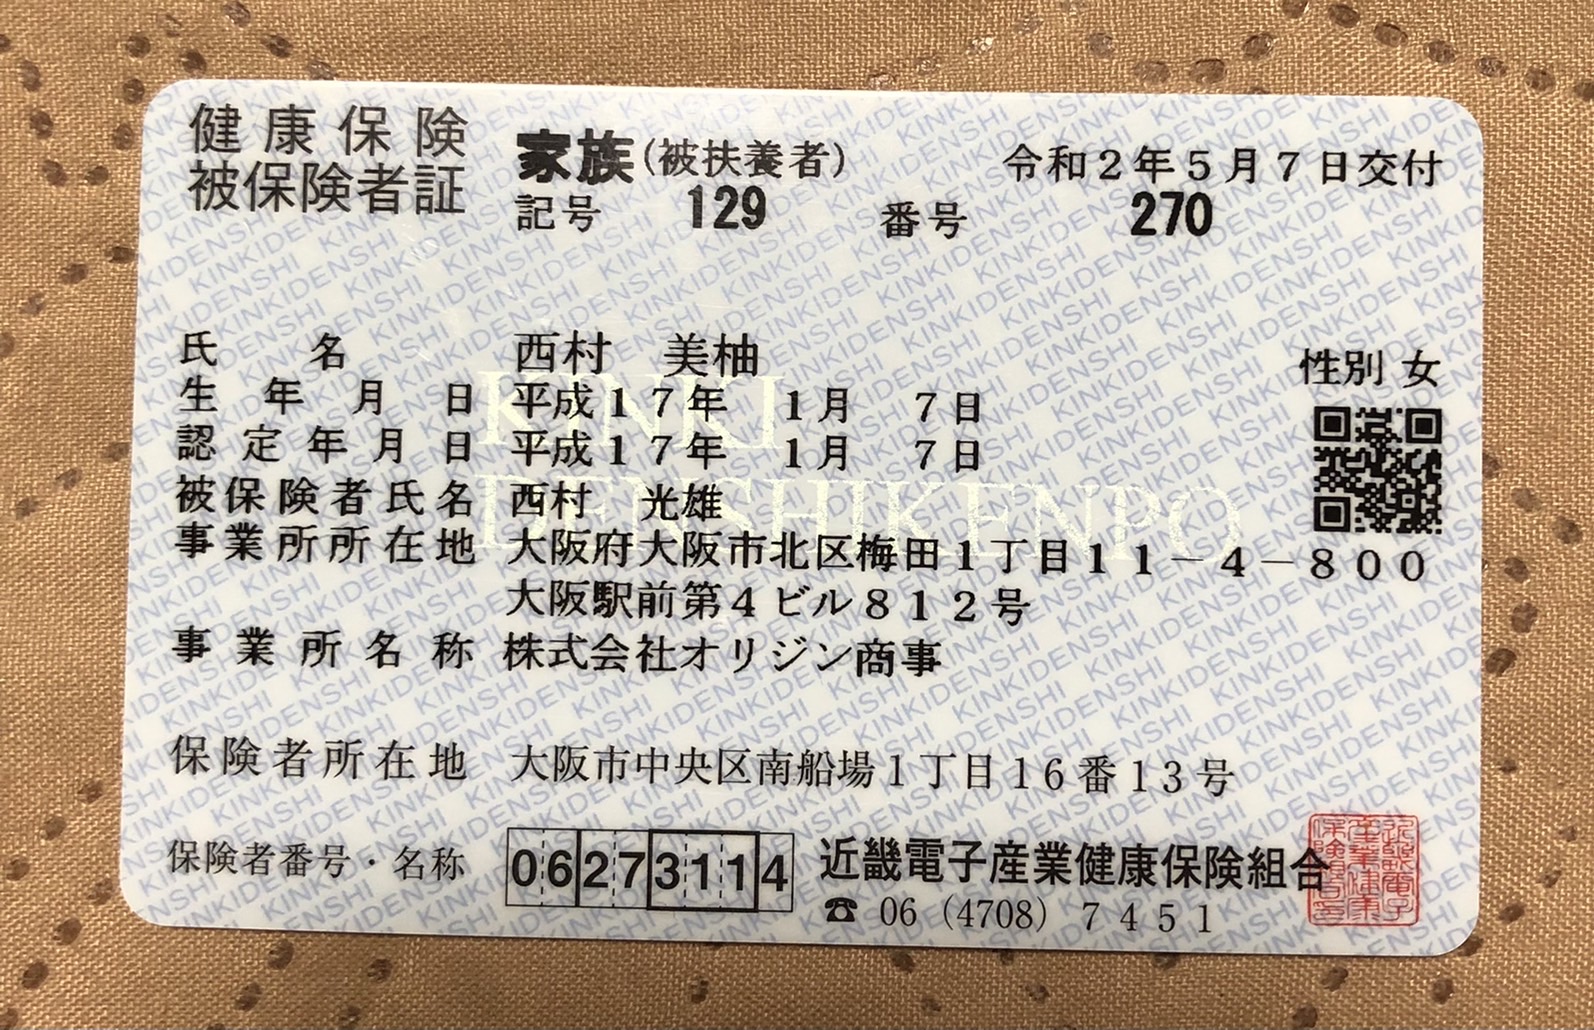 健康保険
被保険者証
家族(被扶養者)
令和2年5月7日交付
記号 129 番号 270
氏名 西村 美柚 性別 女
生年月日 平成17年 1月 7日
認定年月日 平成17年 1月 7日
被保険者氏名 西村 光雄
事業所所在地 大阪府大阪市北区梅田1丁目11-4-800
大阪駅前第4ビル812号
事業所名称 株式会社オリジン商事
KINKI
DENSHIKENPO
保険者所在地 大阪市中央区南船場1丁目16番13号
保険者番号・名称 06273114 近畿電子産業健康保険組合
☎ 06 (4708) 7451
KINKIDENSHI